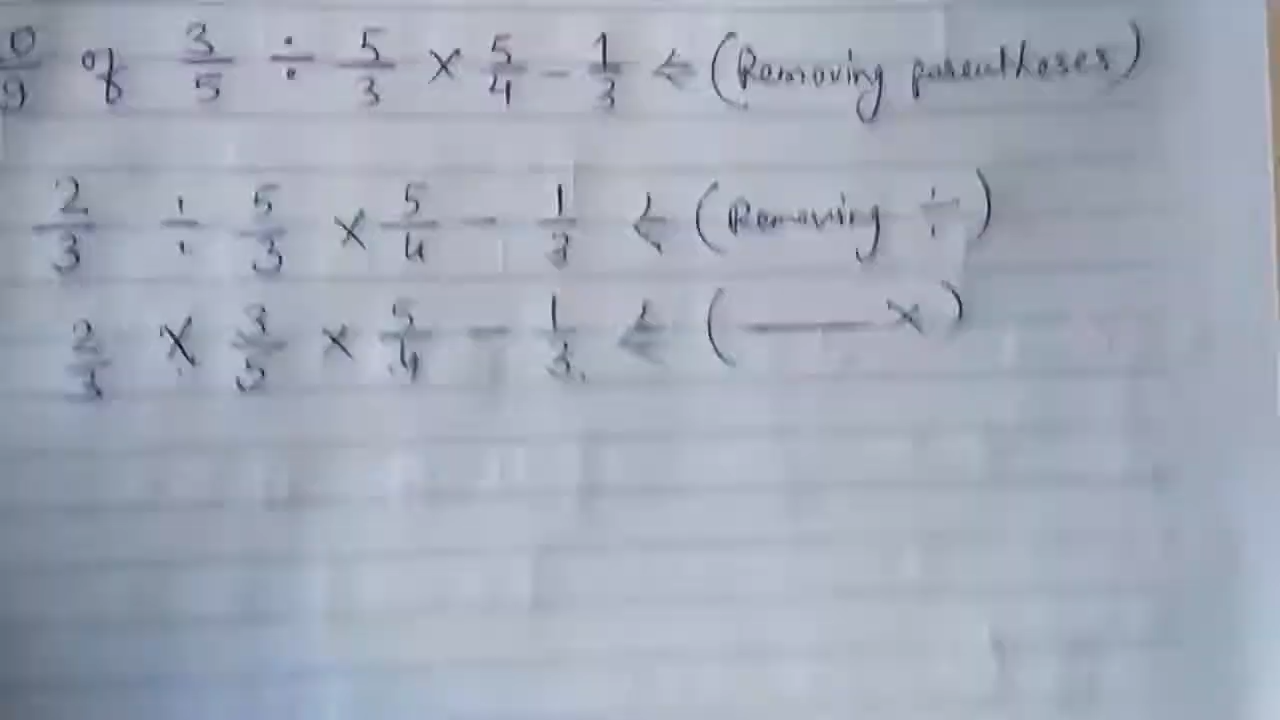 0/9 of 3/5 ÷ 5/3 × 5/4 - 1/3 ← (Removing parentheses)
2/3 ÷ 5/3 × 5/4 - 1/3 ← (Removing ÷)
2/3 × 3/5 × 5/4 - 1/3 ← (——— ×)